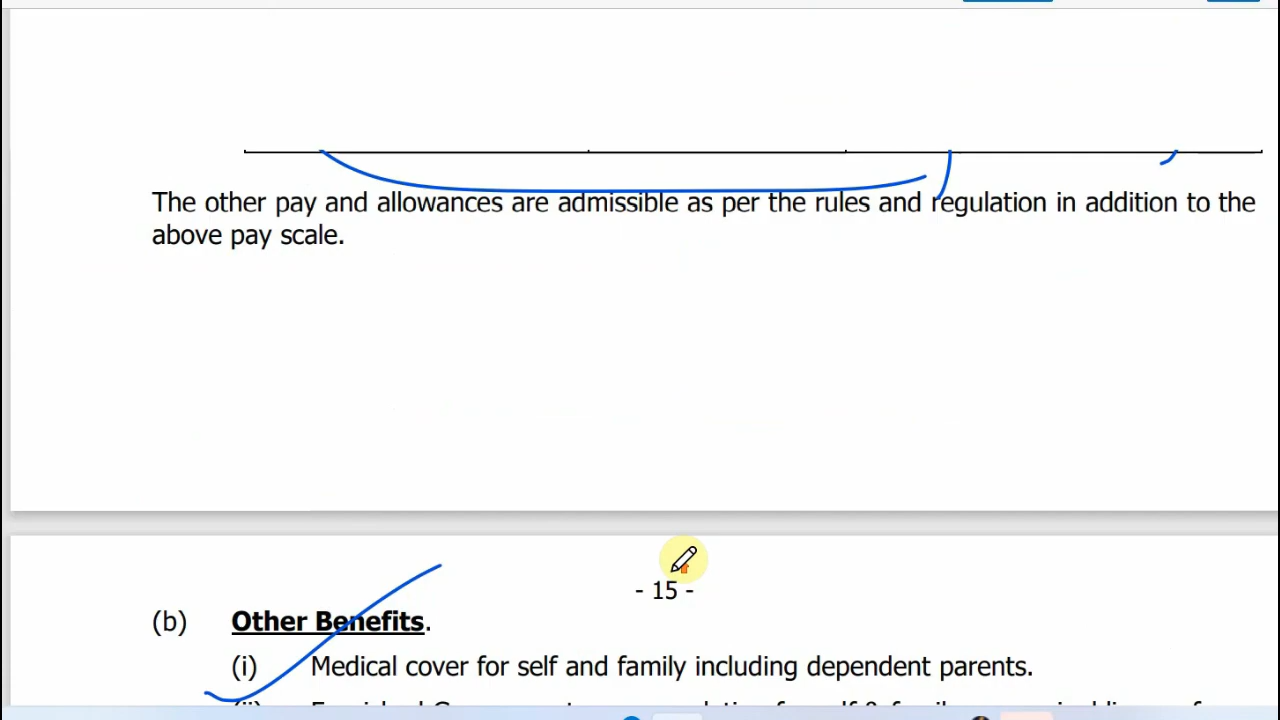 The other pay and allowances are admissible as per the rules and regulation in addition to the
above pay scale.
- 15 -
(b) Other Benefits.
(i) Medical cover for self and family including dependent parents.